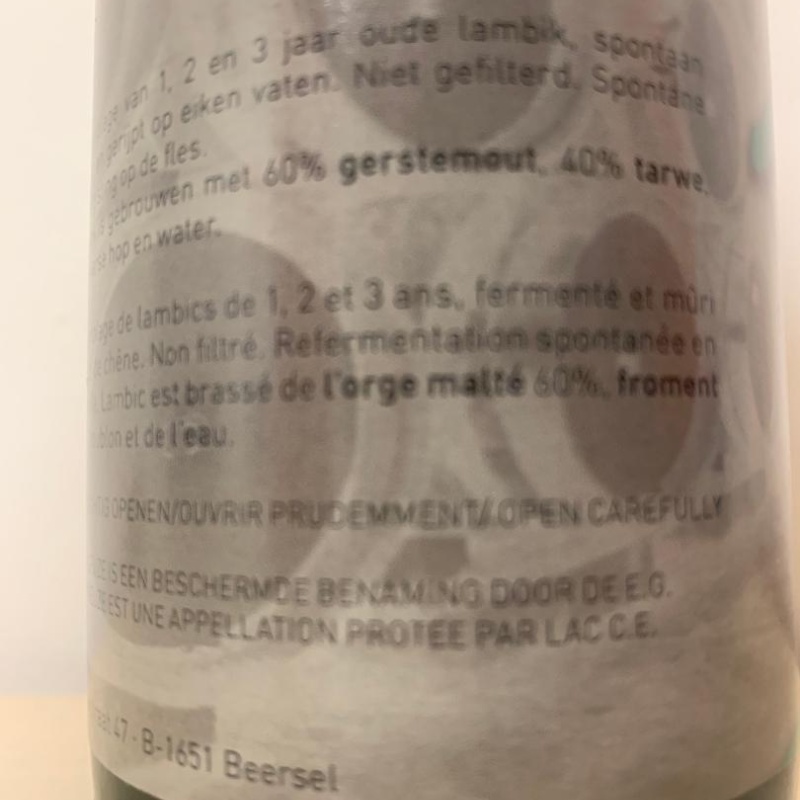 van 1, 2 en 3 jaar oude lambik, spontaan
gerijpt op eiken vaten. Niet gefilterd. Spontane
op de fles.
gebrouwen met 60% gerstemout, 40% tarwe,
hop en water.
de lambics de 1, 2 et 3 ans, fermenté et mûri
chêne. Non filtré. Refermentation spontanée en
Lambic est brassé de l'orge malté 60%, froment
et de l'eau.
OPENEN/OUVRIR PRUDEMMENT/OPEN CAREFULLY
IS EEN BESCHERMDE BENAMING DOOR DE E.G.
EST UNE APPELLATION PROTEE PAR LAC C.E.
47 - B-1651 Beersel